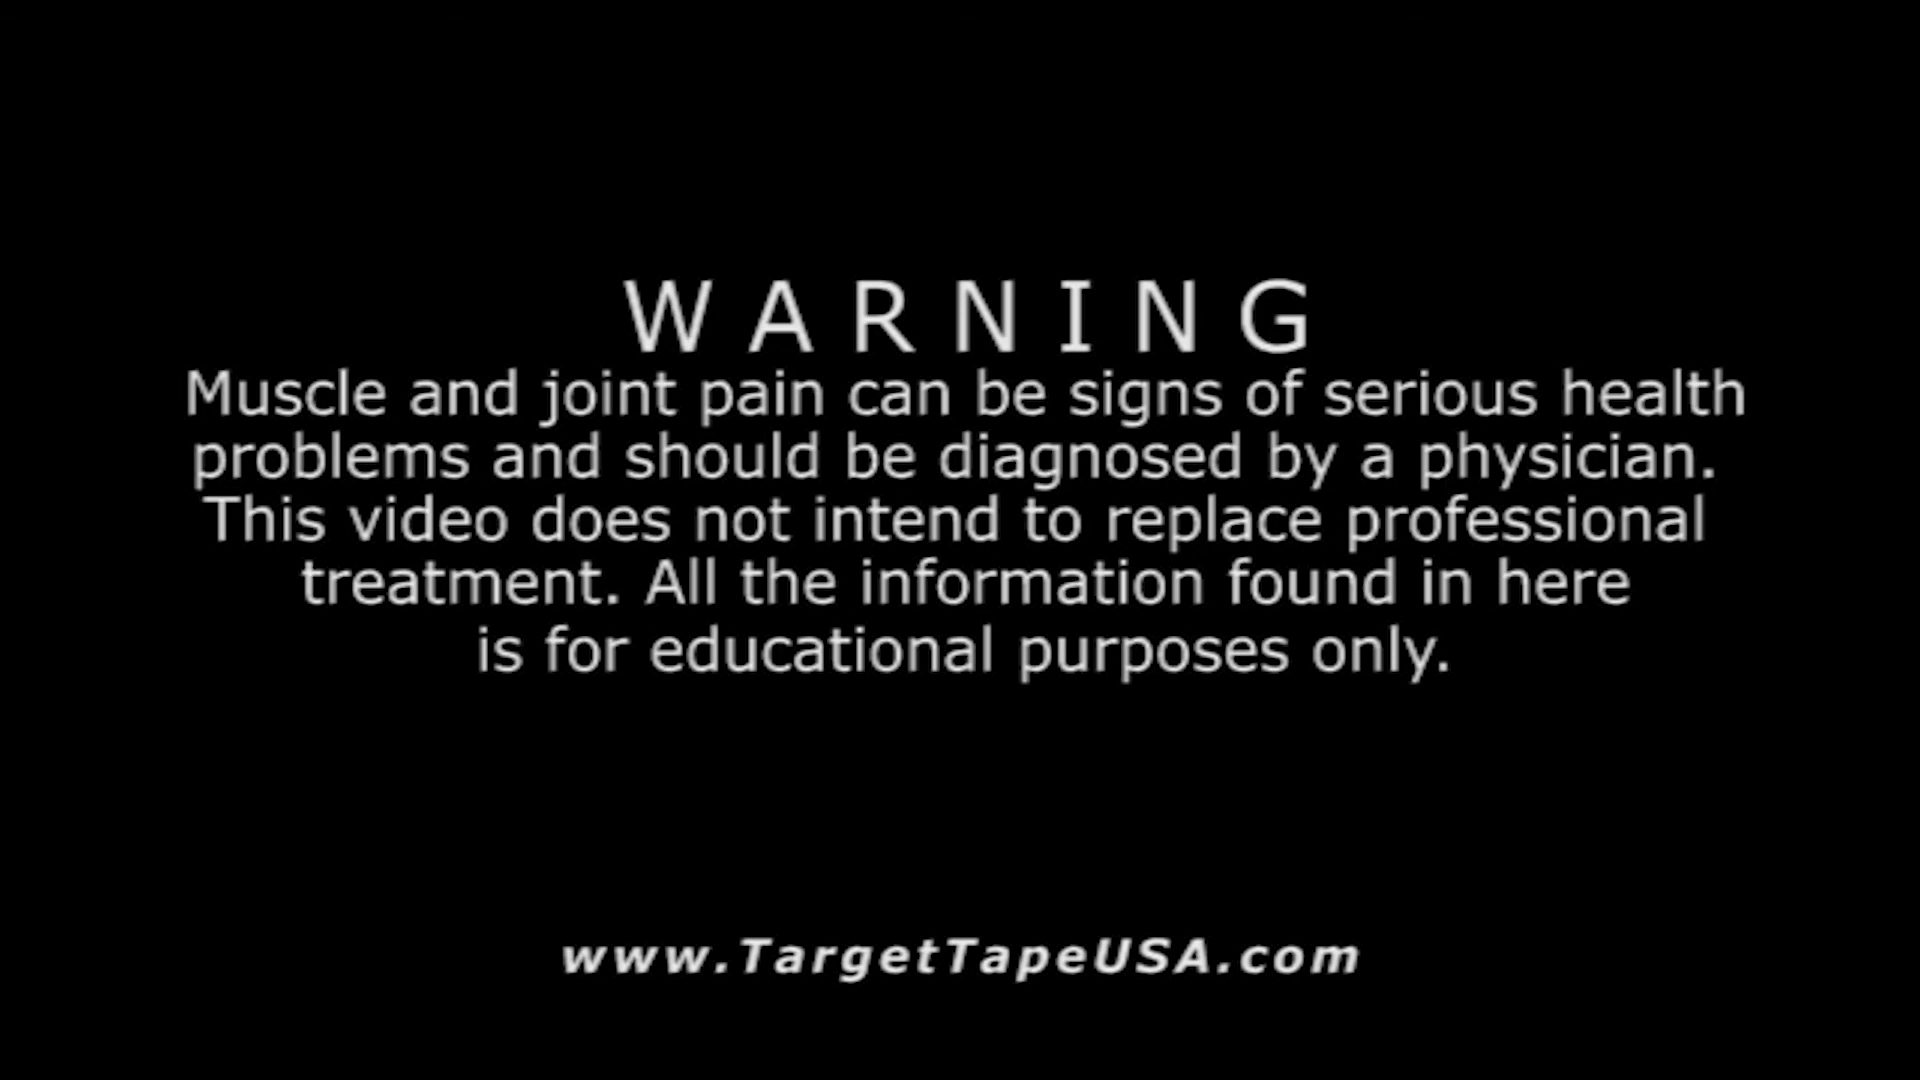 WARNING
Muscle and joint pain can be signs of serious health
problems and should be diagnosed by a physician.
This video does not intend to replace professional
treatment. All the information found in here
is for educational purposes only.
www.TargetTapeUSA.com